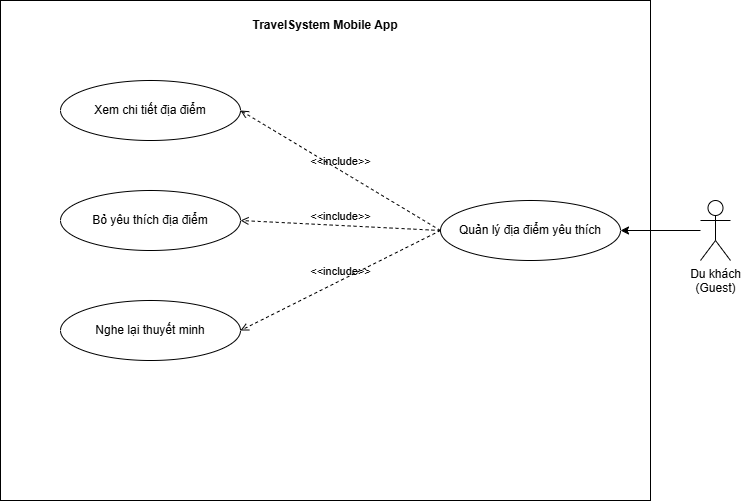 TravelSystem Mobile App
Xem chi tiết địa điểm
<<include>>
Bỏ yêu thích địa điểm
<<include>>
Quản lý địa điểm yêu thích
<<include>>
Du khách
(Guest)
Nghe lại thuyết minh